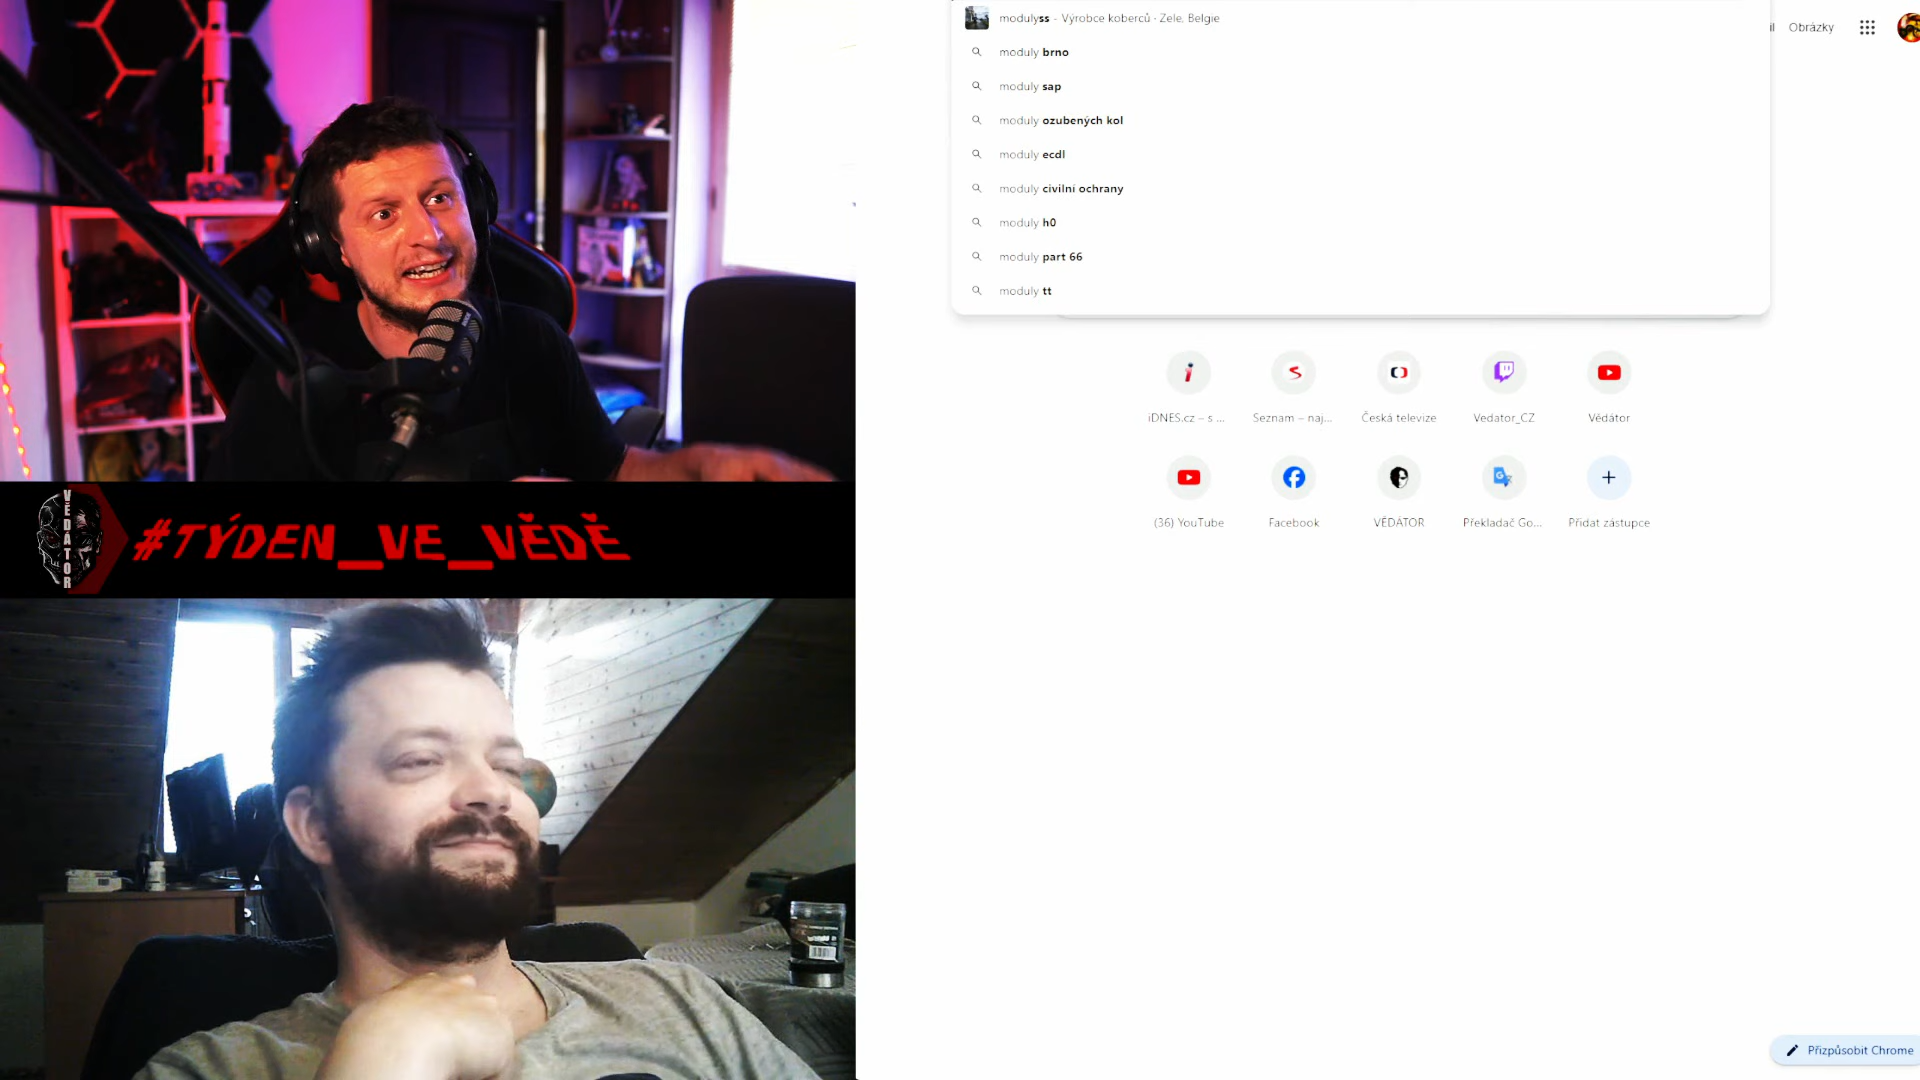 VĚDÁTOR
#TÝDEN_VE_VĚDĚ
modulyss - Výrobce koberců - Zele, Belgie
moduly brno
moduly sap
moduly ozubených kol
moduly ecdl
moduly civilní ochrany
moduly h0
moduly part 66
moduly tt
il Obrázky
iDNES.cz – s ...
Seznam – naj...
Česká televize
Vedator_CZ
Vědátor
(36) YouTube
Facebook
VĚDÁTOR
Překladač Go...
Přidat zástupce
Přizpůsobit Chrome